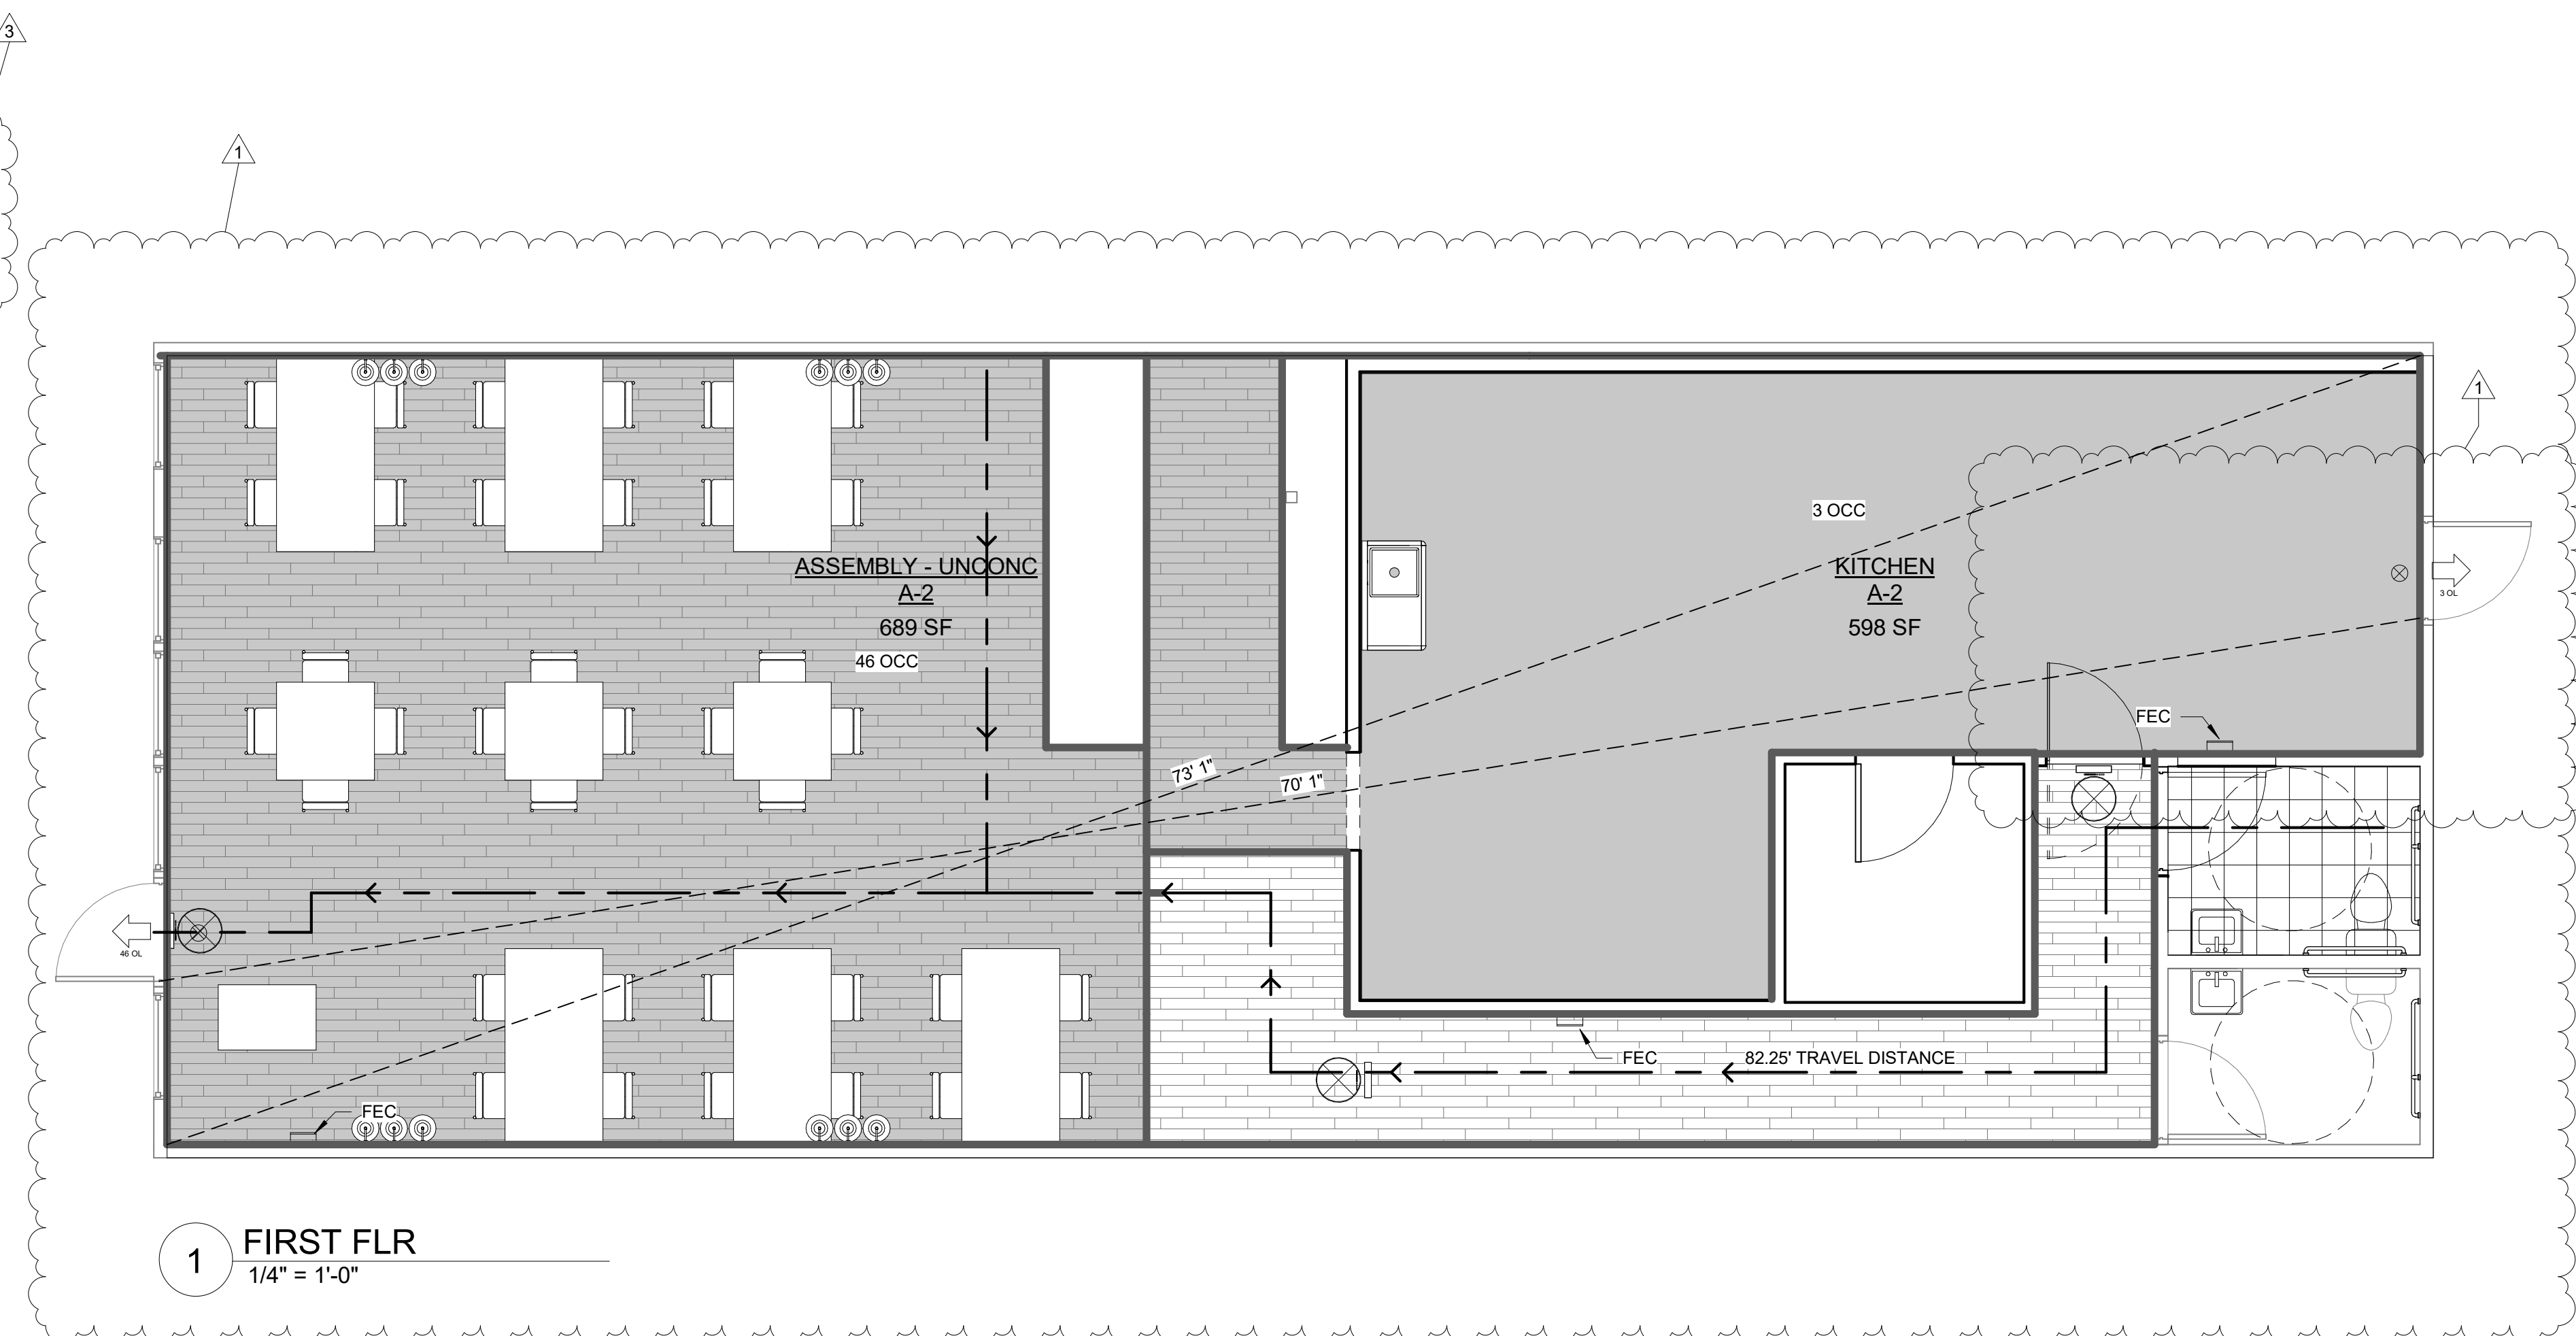 3
1
1
3 OCC
ASSEMBLY - UNCONC
A-2
689 SF
46 OCC
KITCHEN
A-2
598 SF
3 OL
FEC
73' 1"
70' 1"
46 OL
FEC
82.25' TRAVEL DISTANCE
FEC
1
FIRST FLR
1/4" = 1'-0"